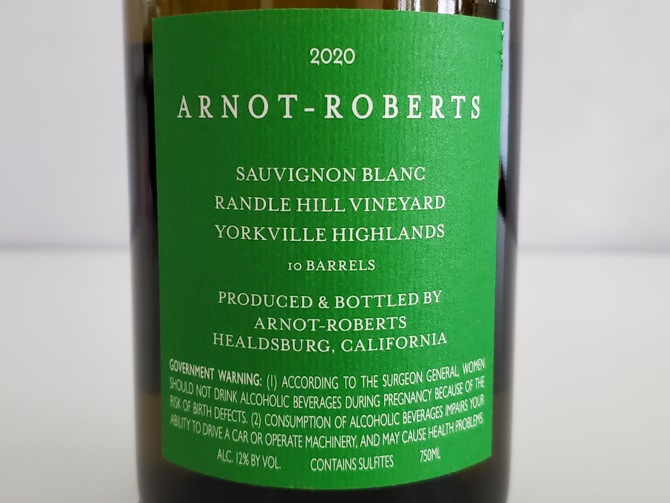 2020
ARNOT-ROBERTS
SAUVIGNON BLANC
RANDLE HILL VINEYARD
YORKVILLE HIGHLANDS
10 BARRELS
PRODUCED & BOTTLED BY
ARNOT-ROBERTS
HEALDSBURG, CALIFORNIA
GOVERNMENT WARNING: (1) ACCORDING TO THE SURGEON GENERAL, WOMEN
SHOULD NOT DRINK ALCOHOLIC BEVERAGES DURING PREGNANCY BECAUSE OF THE
RISK OF BIRTH DEFECTS. (2) CONSUMPTION OF ALCOHOLIC BEVERAGES IMPAIRS YOUR
ABILITY TO DRIVE A CAR OR OPERATE MACHINERY, AND MAY CAUSE HEALTH PROBLEMS.
ALC. 12% BY VOL. CONTAINS SULFITES 750ML